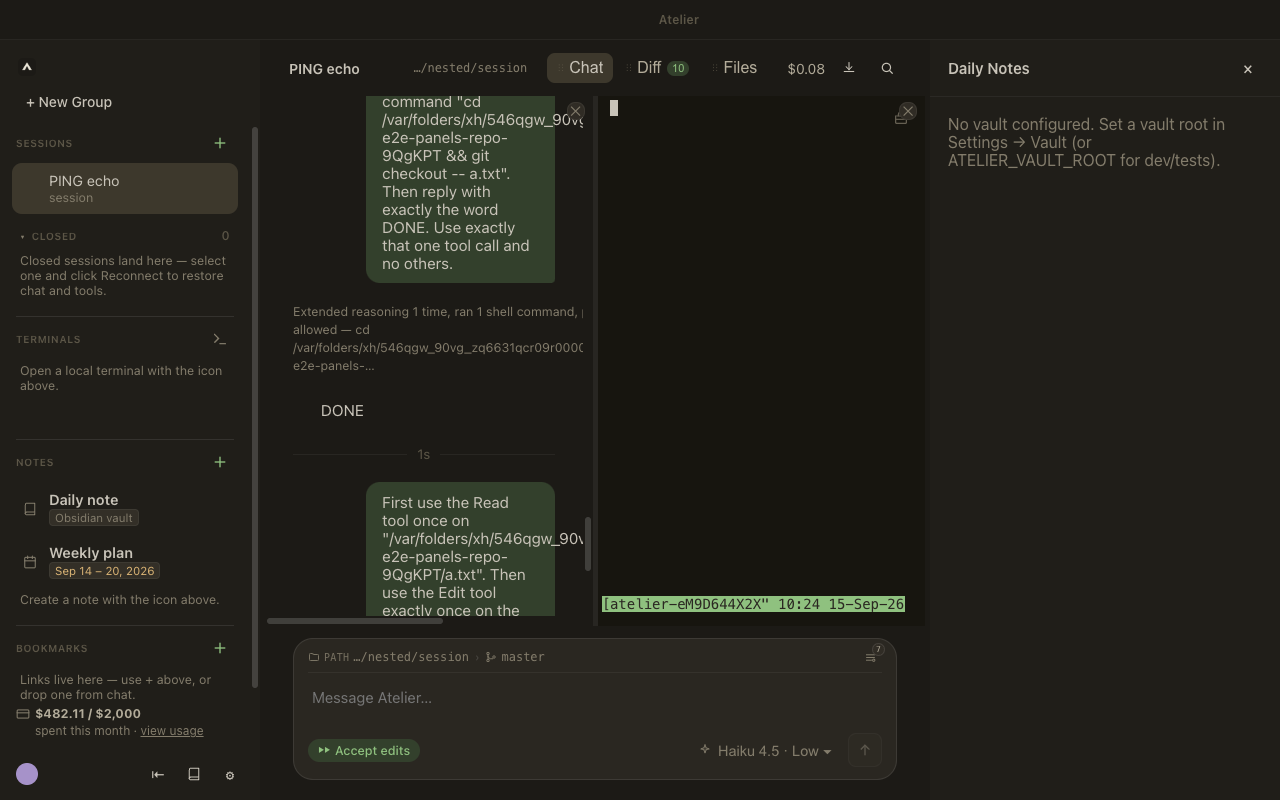 Atelier
+ New Group
SESSIONS
PING echo
session
CLOSED 0
Closed sessions land here — select
one and click Reconnect to restore
chat and tools.
TERMINALS
Open a local terminal with the icon
above.
NOTES
Daily note
Obsidian vault
Weekly plan
Sep 14 – 20, 2026
Create a note with the icon above.
BOOKMARKS
Links live here — use + above, or
drop one from chat.
$482.11 / $2,000
spent this month · view usage
PING echo
…/nested/session
Chat
Diff 10
Files
$0.08
command "cd
/var/folders/xh/546qgw_90vg
e2e-panels-repo-
9QgKPT && git
checkout -- a.txt".
Then reply with
exactly the word
DONE. Use exactly
that one tool call and
no others.
Extended reasoning 1 time, ran 1 shell command,
allowed — cd
/var/folders/xh/546qgw_90vg_zq6631qcr09r0000
e2e-panels-…
DONE
1s
First use the Read
tool once on
"/var/folders/xh/546qgw_90v
e2e-panels-repo-
9QgKPT/a.txt". Then
use the Edit tool
exactly once on the
[atelier-eM9D644X2X" 10:24 15-Sep-26
PATH …/nested/session › master
7
Message Atelier...
Accept edits
Haiku 4.5 · Low
Daily Notes
No vault configured. Set a vault root in
Settings → Vault (or
ATELIER_VAULT_ROOT for dev/tests).